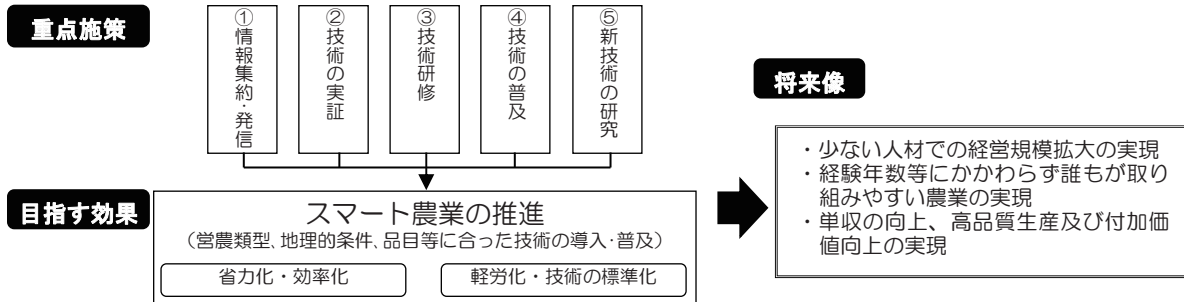 重点施策
①情報集約・発信
②技術の実証
③技術研修
④技術の普及
⑤新技術の研究
目指す効果
スマート農業の推進
（営農類型、地理的条件、品目等に合った技術の導入・普及）
省力化・効率化
軽労化・技術の標準化
将来像
・少ない人材での経営規模拡大の実現
・経験年数等にかかわらず誰もが取り
組みやすい農業の実現
・単収の向上、高品質生産及び付加価
値向上の実現